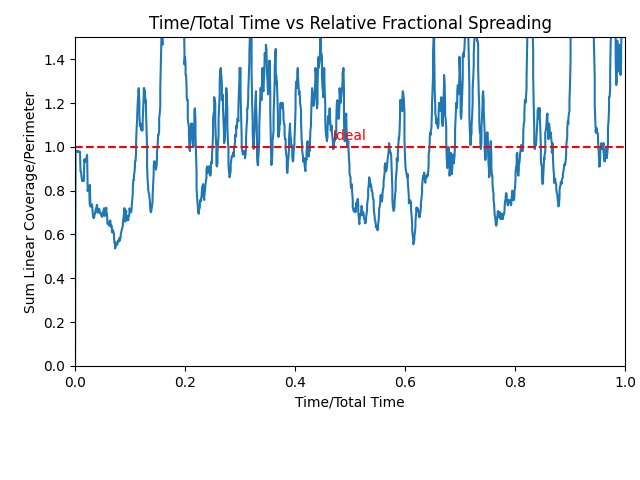 Time/Total Time vs Relative Fractional Spreading
Sum Linear Coverage/Perimeter
1.4
1.2
1.0
0.8
0.6
0.4
0.2
0.0
Ideal
0.0 0.2 0.4 0.6 0.8 1.0
Time/Total Time